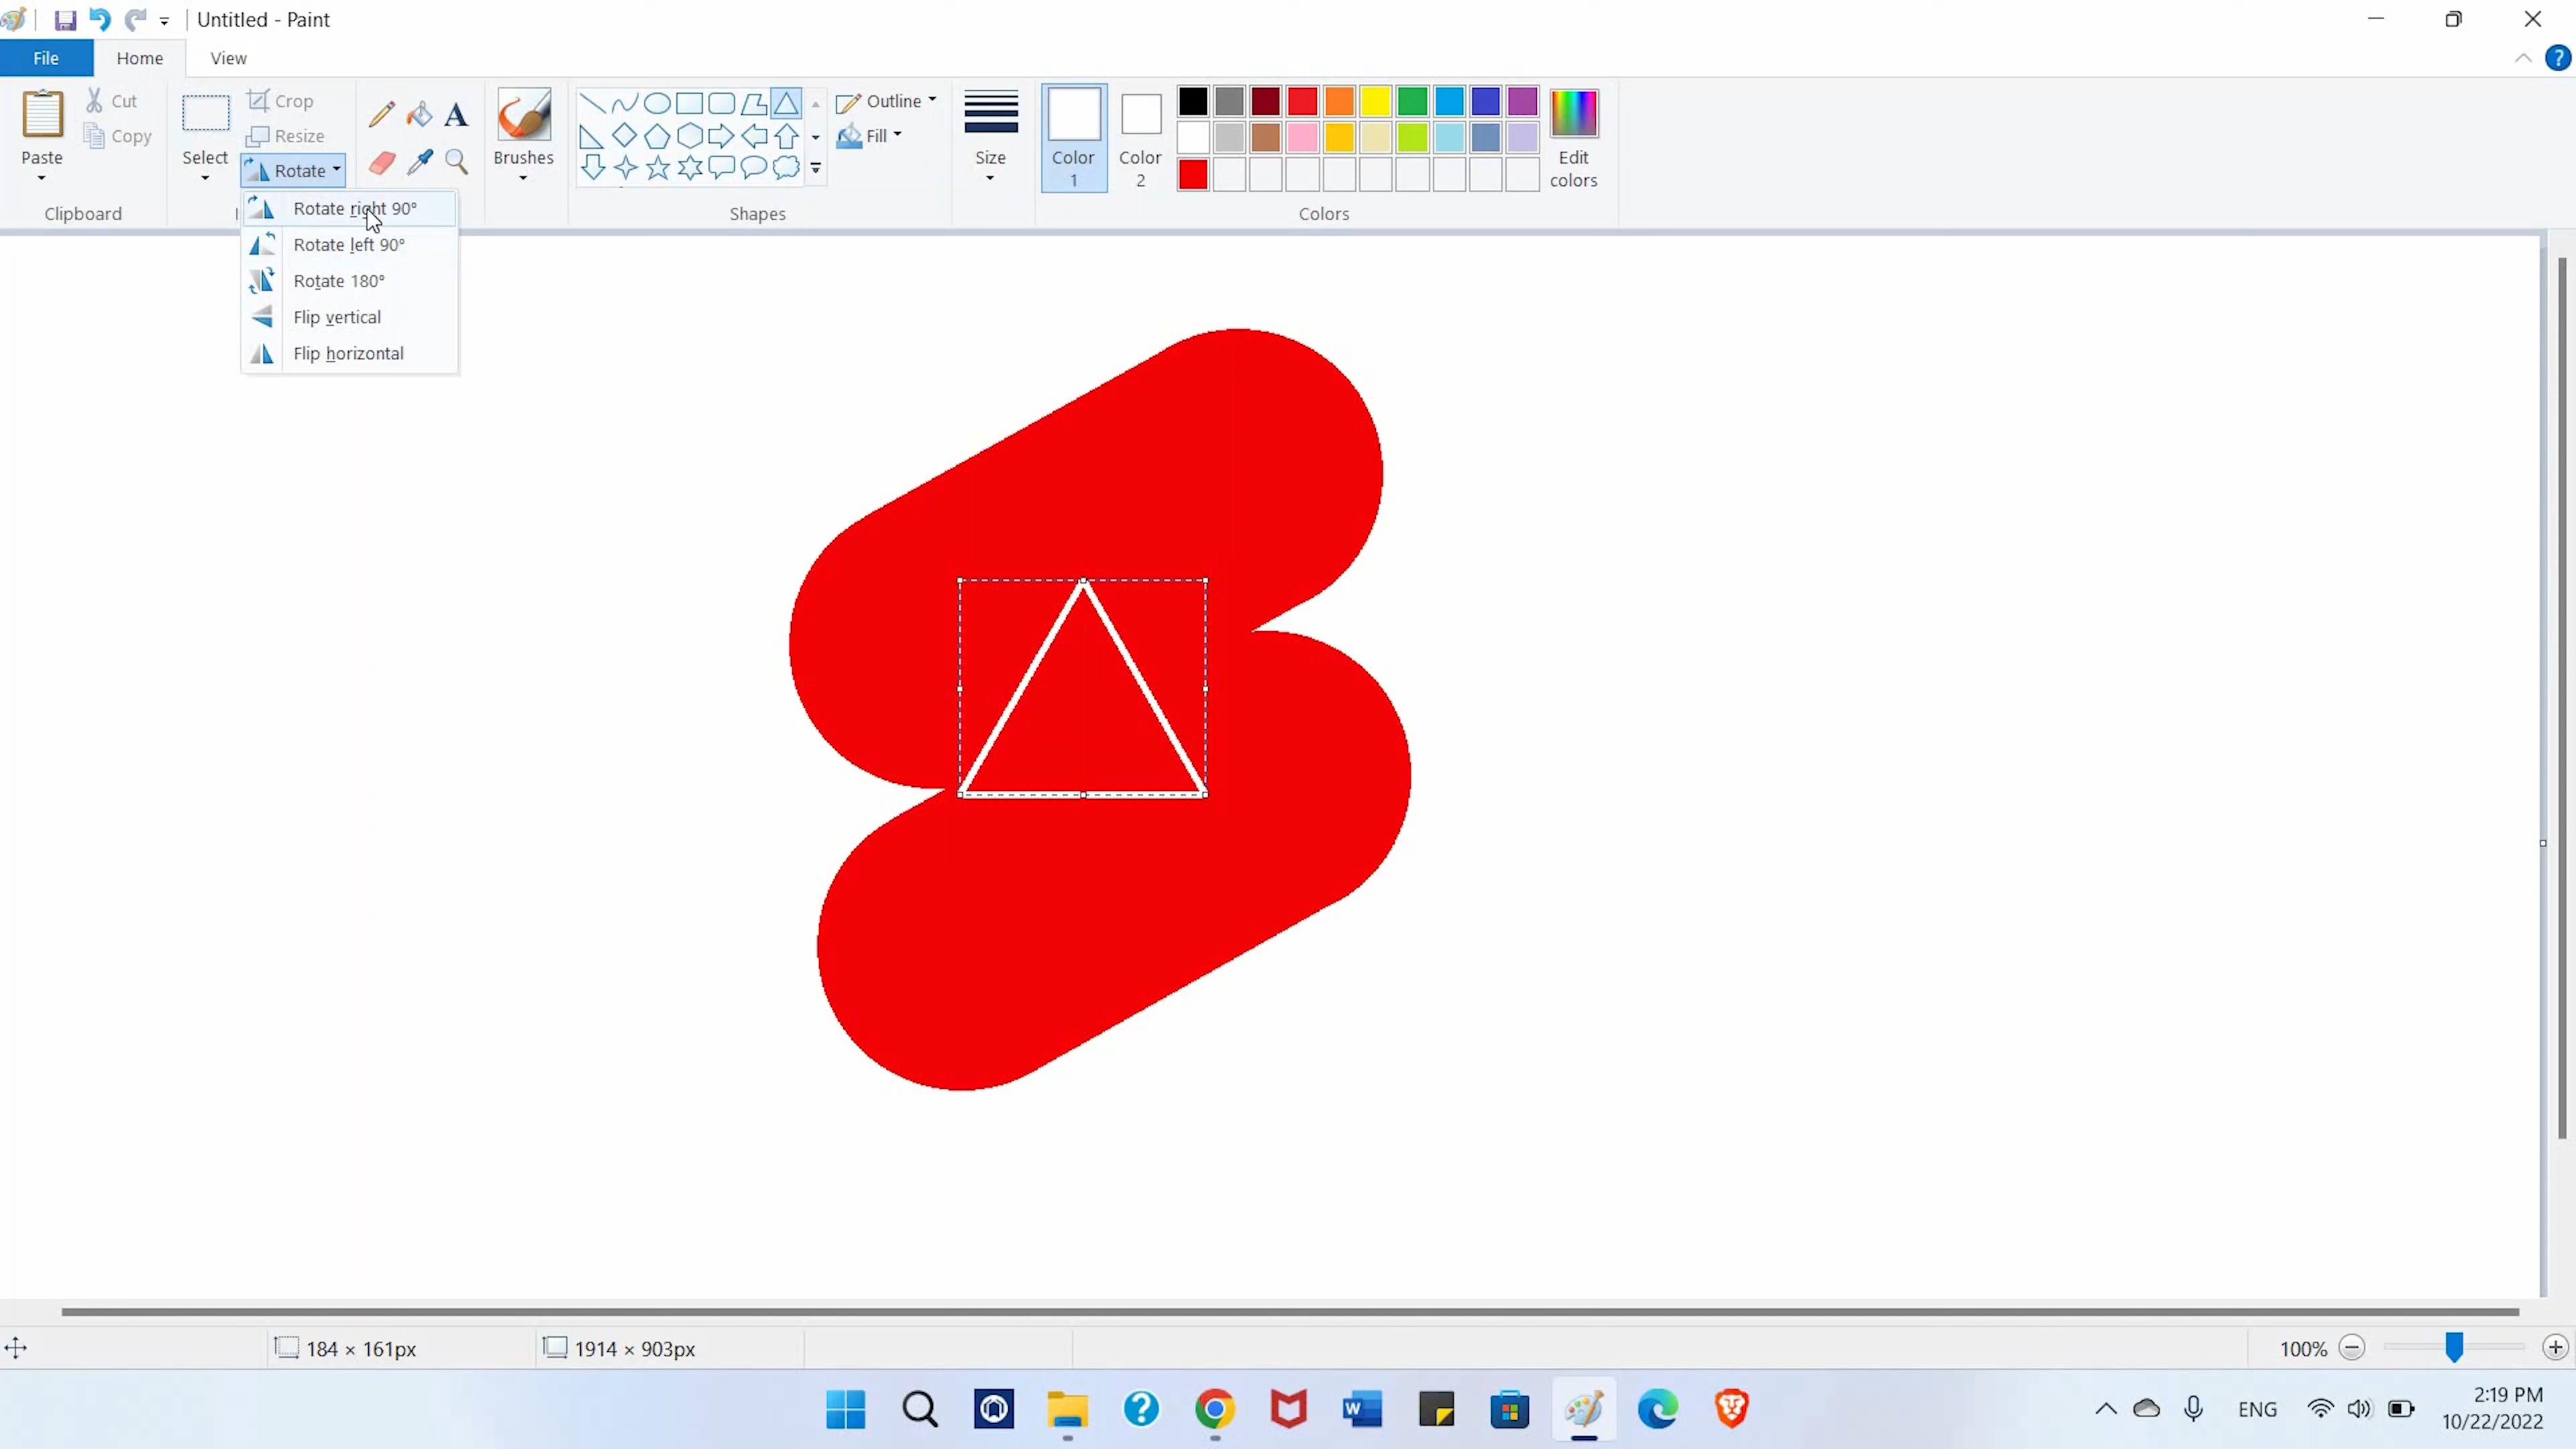 Untitled - Paint
File Home View
Paste
Cut
Copy
Clipboard
Select
Crop
Resize
Rotate
A
Brushes
Shapes
Outline
Fill
Size
Color 1
Color 2
Edit colors
Colors
Rotate right 90°
Rotate left 90°
Rotate 180°
Flip vertical
Flip horizontal
184 × 161px
1914 × 903px
100%
W
ENG
2:19 PM
10/22/2022